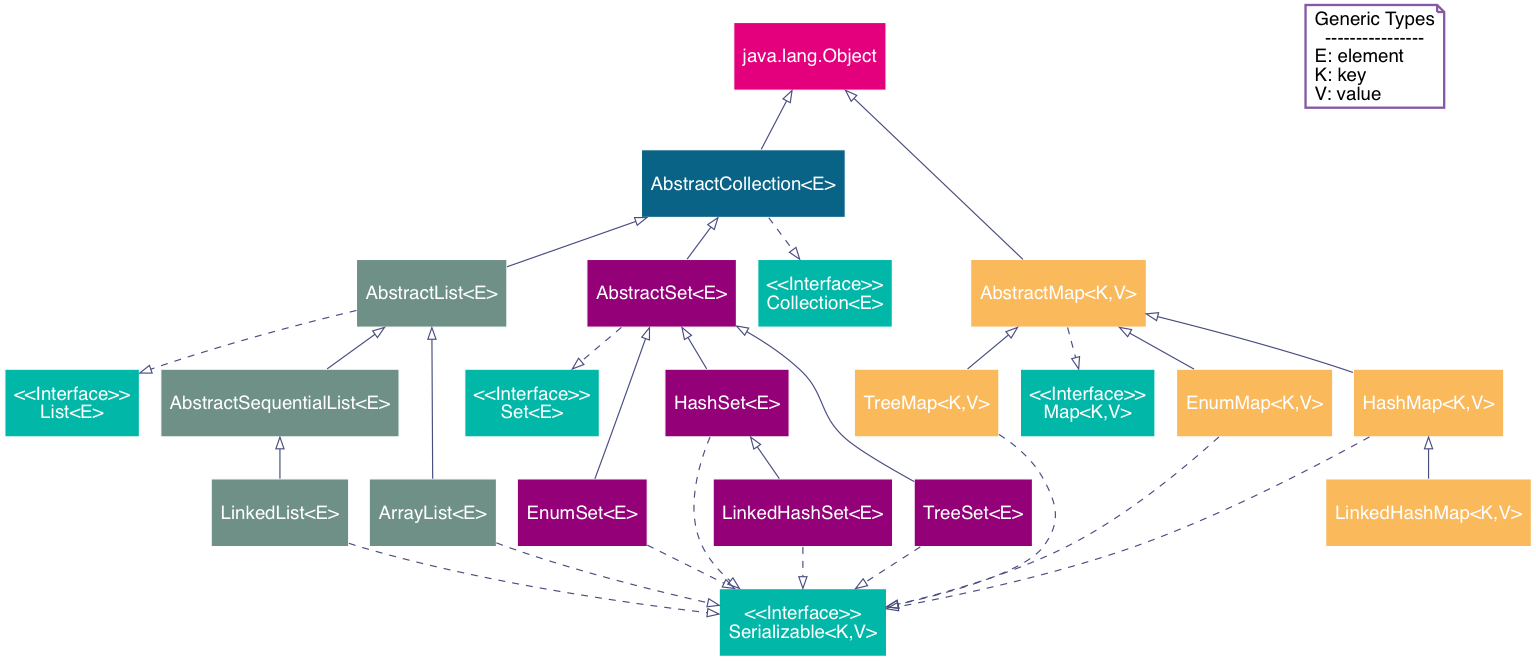 Generic Types
----------------
E: element
K: key
V: value
java.lang.Object
AbstractCollection<E>
AbstractList<E>
AbstractSet<E>
<<Interface>>
Collection<E>
AbstractMap<K,V>
<<Interface>>
List<E>
AbstractSequentialList<E>
<<Interface>>
Set<E>
HashSet<E>
TreeMap<K,V>
<<Interface>>
Map<K,V>
EnumMap<K,V>
HashMap<K,V>
LinkedList<E>
ArrayList<E>
EnumSet<E>
LinkedHashSet<E>
TreeSet<E>
LinkedHashMap<K,V>
<<Interface>>
Serializable<K,V>